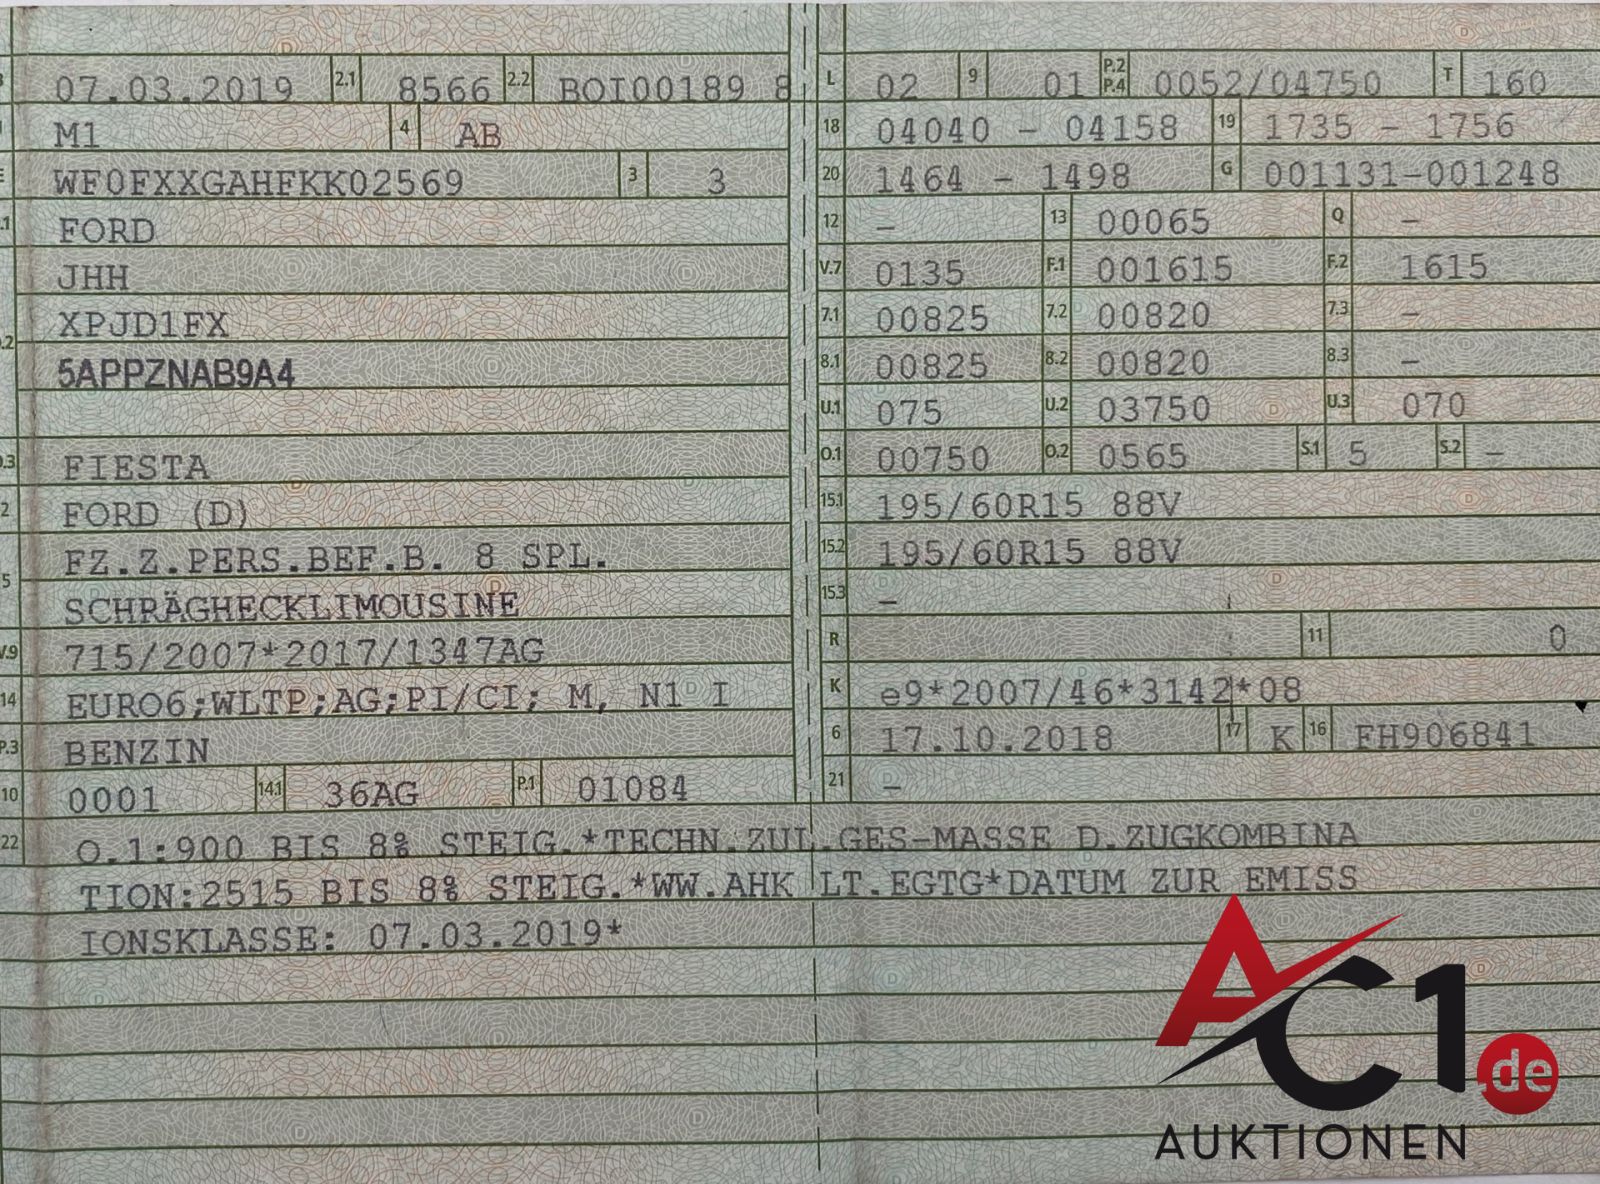 07.03.2019 2.1 8566 2.2 BOI00189 8
M1 4 AB
WF0FXXGAHFKK02569 3 3
.1 FORD
JHH
XPJD1FX
.2 5APPZNAB9A4
.3 FIESTA
2 FORD (D)
FZ.Z.PERS.BEF.B. 8 SPL.
5 SCHRÄGHECKLIMOUSINE
V.9 715/2007*2017/1347AG
14 EURO6;WLTP;AG;PI/CI; M, N1 I
P.3 BENZIN
10 0001 14.1 36AG P.1 01084
L 02 9 01 P.2 P.4 0052/04750 T 160
18 04040 - 04158 19 1735 - 1756
20 1464 - 1498 G 001131-001248
12 - 13 00065 Q -
V.7 0135 F.1 001615 F.2 1615
7.1 00825 7.2 00820 7.3 -
8.1 00825 8.2 00820 8.3 -
U.1 075 U.2 03750 U.3 070
O.1 00750 O.2 0565 S.1 5 S.2 -
15.1 195/60R15 88V
15.2 195/60R15 88V
15.3 -
R 11 0
K e9*2007/46*3142*08
6 17.10.2018 17 K 16 FH906841
21 -
22 O.1:900 BIS 8% STEIG.*TECHN.ZUL.GES-MASSE D.ZUGKOMBINA
TION:2515 BIS 8% STEIG.*WW.AHK LT.EGTG*DATUM ZUR EMISS
IONSKLASSE: 07.03.2019*
AC1.de
AUKTIONEN